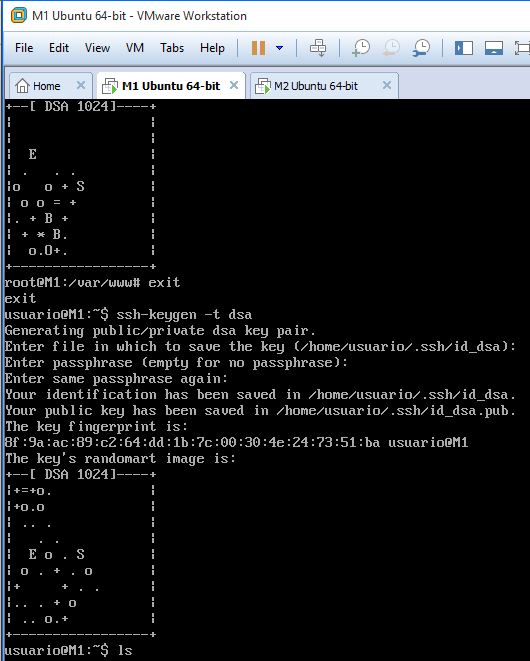 M1 Ubuntu 64-bit - VMware Workstation
File Edit View VM Tabs Help
Home M1 Ubuntu 64-bit M2 Ubuntu 64-bit
+--[ DSA 1024]----+
|                 |
|                 |
|  E              |
| .    . .        |
|o   o + S        |
| o o = +         |
|. + B +          |
| + * B.          |
|  o.O+.          |
+-----------------+
root@M1:/var/www# exit
exit
usuario@M1:~$ ssh-keygen -t dsa
Generating public/private dsa key pair.
Enter file in which to save the key (/home/usuario/.ssh/id_dsa):
Enter passphrase (empty for no passphrase):
Enter same passphrase again:
Your identification has been saved in /home/usuario/.ssh/id_dsa.
Your public key has been saved in /home/usuario/.ssh/id_dsa.pub.
The key fingerprint is:
8f:9a:ac:89:c2:64:dd:1b:7c:00:30:4e:24:73:51:ba usuario@M1
The key's randomart image is:
+--[ DSA 1024]----+
|+=+o.            |
|+o.o             |
| .. .            |
|   . .           |
|  E o . S        |
| o . + . o       |
|+     + . .      |
|.. . + o         |
| .. o.+          |
+-----------------+
usuario@M1:~$ ls